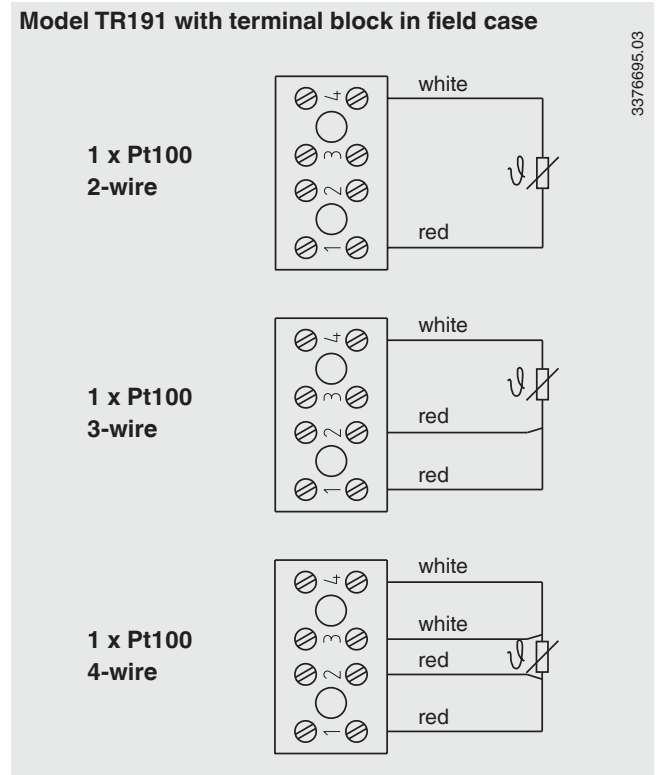 Model TR191 with terminal block in field case
3376695.03
1 x Pt100
2-wire
4
3
2
1
white
red
ϑ
1 x Pt100
3-wire
4
3
2
1
white
red
red
ϑ
1 x Pt100
4-wire
4
3
2
1
white
white
red
red
ϑ